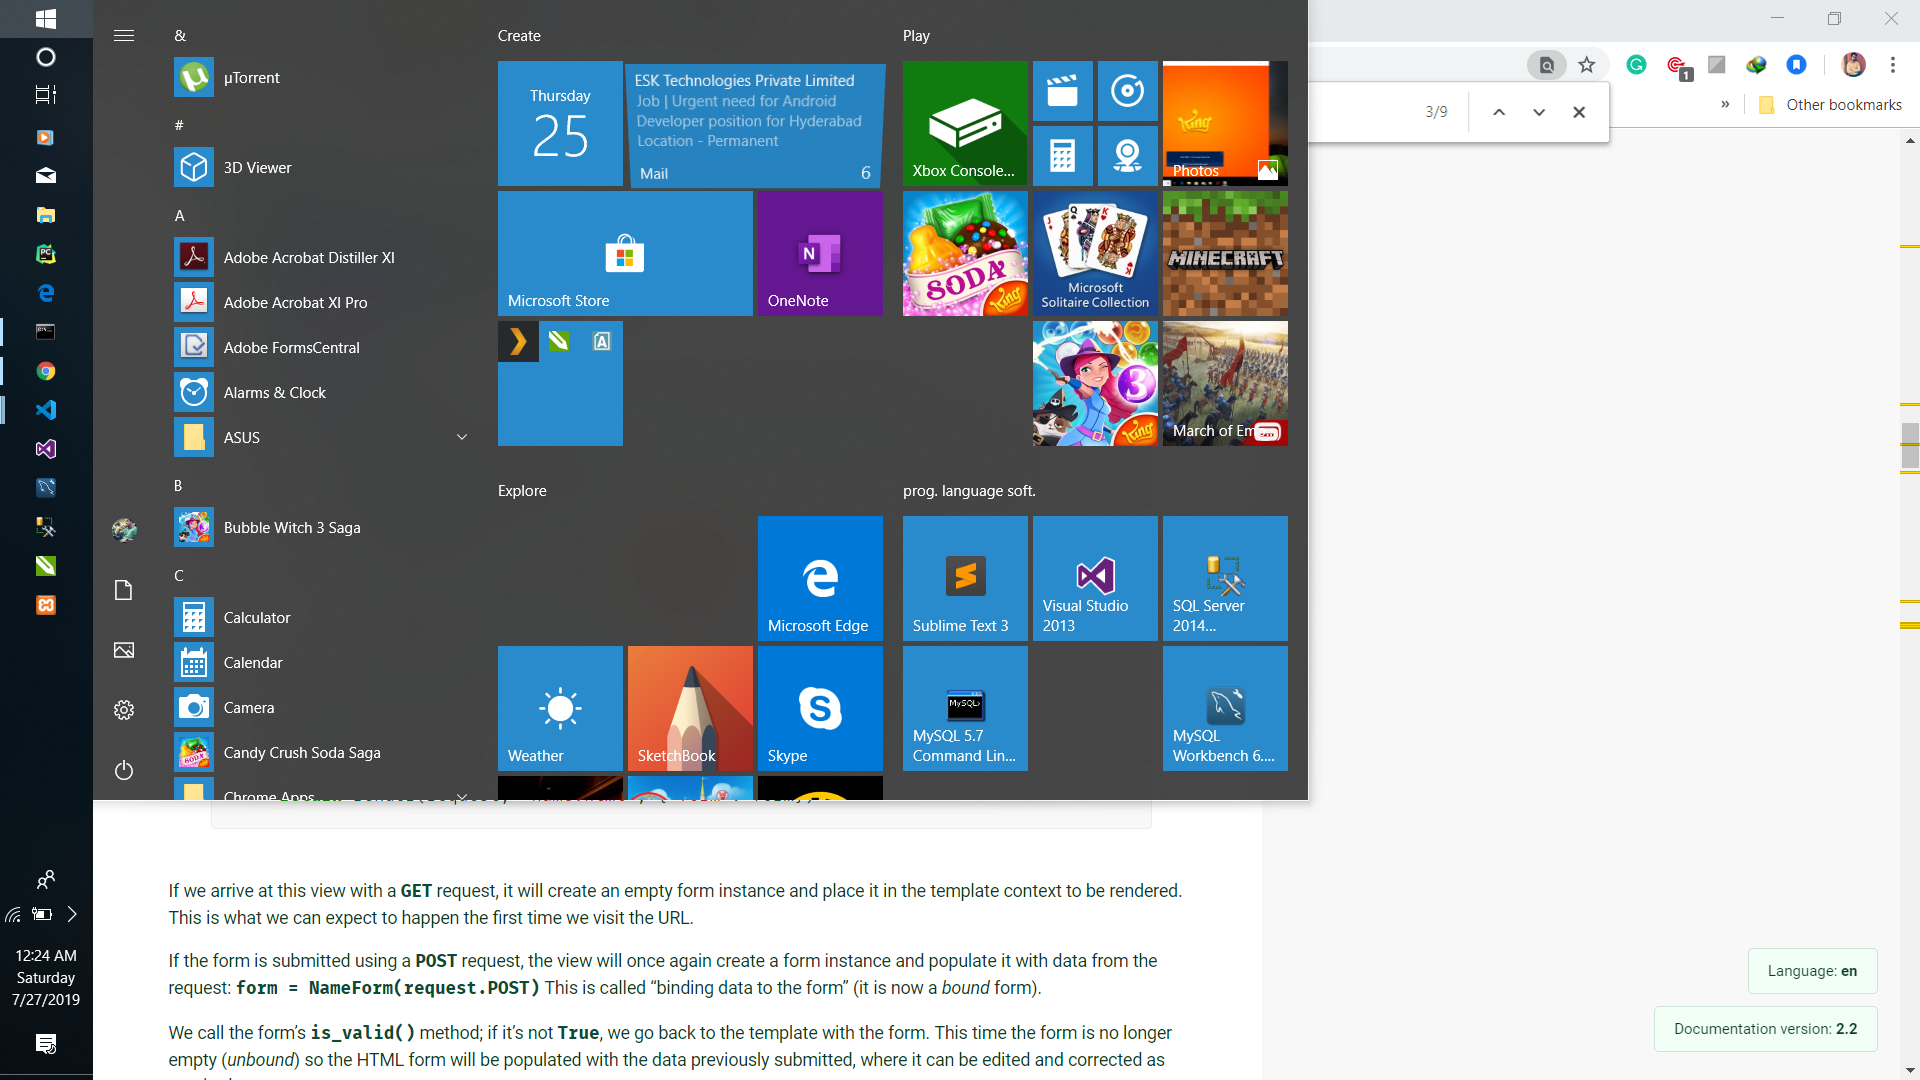 &
µTorrent
#
3D Viewer
A
Adobe Acrobat Distiller XI
Adobe Acrobat XI Pro
Adobe FormsCentral
Alarms & Clock
ASUS
B
Bubble Witch 3 Saga
C
Calculator
Calendar
Camera
Candy Crush Soda Saga
Chrome Apps
Create
Thursday
25
ESK Technologies Private Limited
Job | Urgent need for Android
Developer position for Hyderabad
Location - Permanent
Mail 6
Microsoft Store
N
OneNote
Explore
Microsoft Edge
Weather
SketchBook
Skype
Play
Xbox Console...
King
Photos
SODA
King
Microsoft
Solitaire Collection
MINECRAFT
3
King
March of Em
prog. language soft.
Sublime Text 3
Visual Studio
2013
SQL Server
2014...
MySQL>
MySQL 5.7
Command Lin...
MySQL
Workbench 6....
3/9
1
»
Other bookmarks
If we arrive at this view with a GET request, it will create an empty form instance and place it in the template context to be rendered.
This is what we can expect to happen the first time we visit the URL.
If the form is submitted using a POST request, the view will once again create a form instance and populate it with data from the
request: form = NameForm(request.POST) This is called “binding data to the form” (it is now a bound form).
We call the form’s is_valid() method; if it’s not True, we go back to the template with the form. This time the form is no longer
empty (unbound) so the HTML form will be populated with the data previously submitted, where it can be edited and corrected as
Language: en
Documentation version: 2.2
12:24 AM
Saturday
7/27/2019